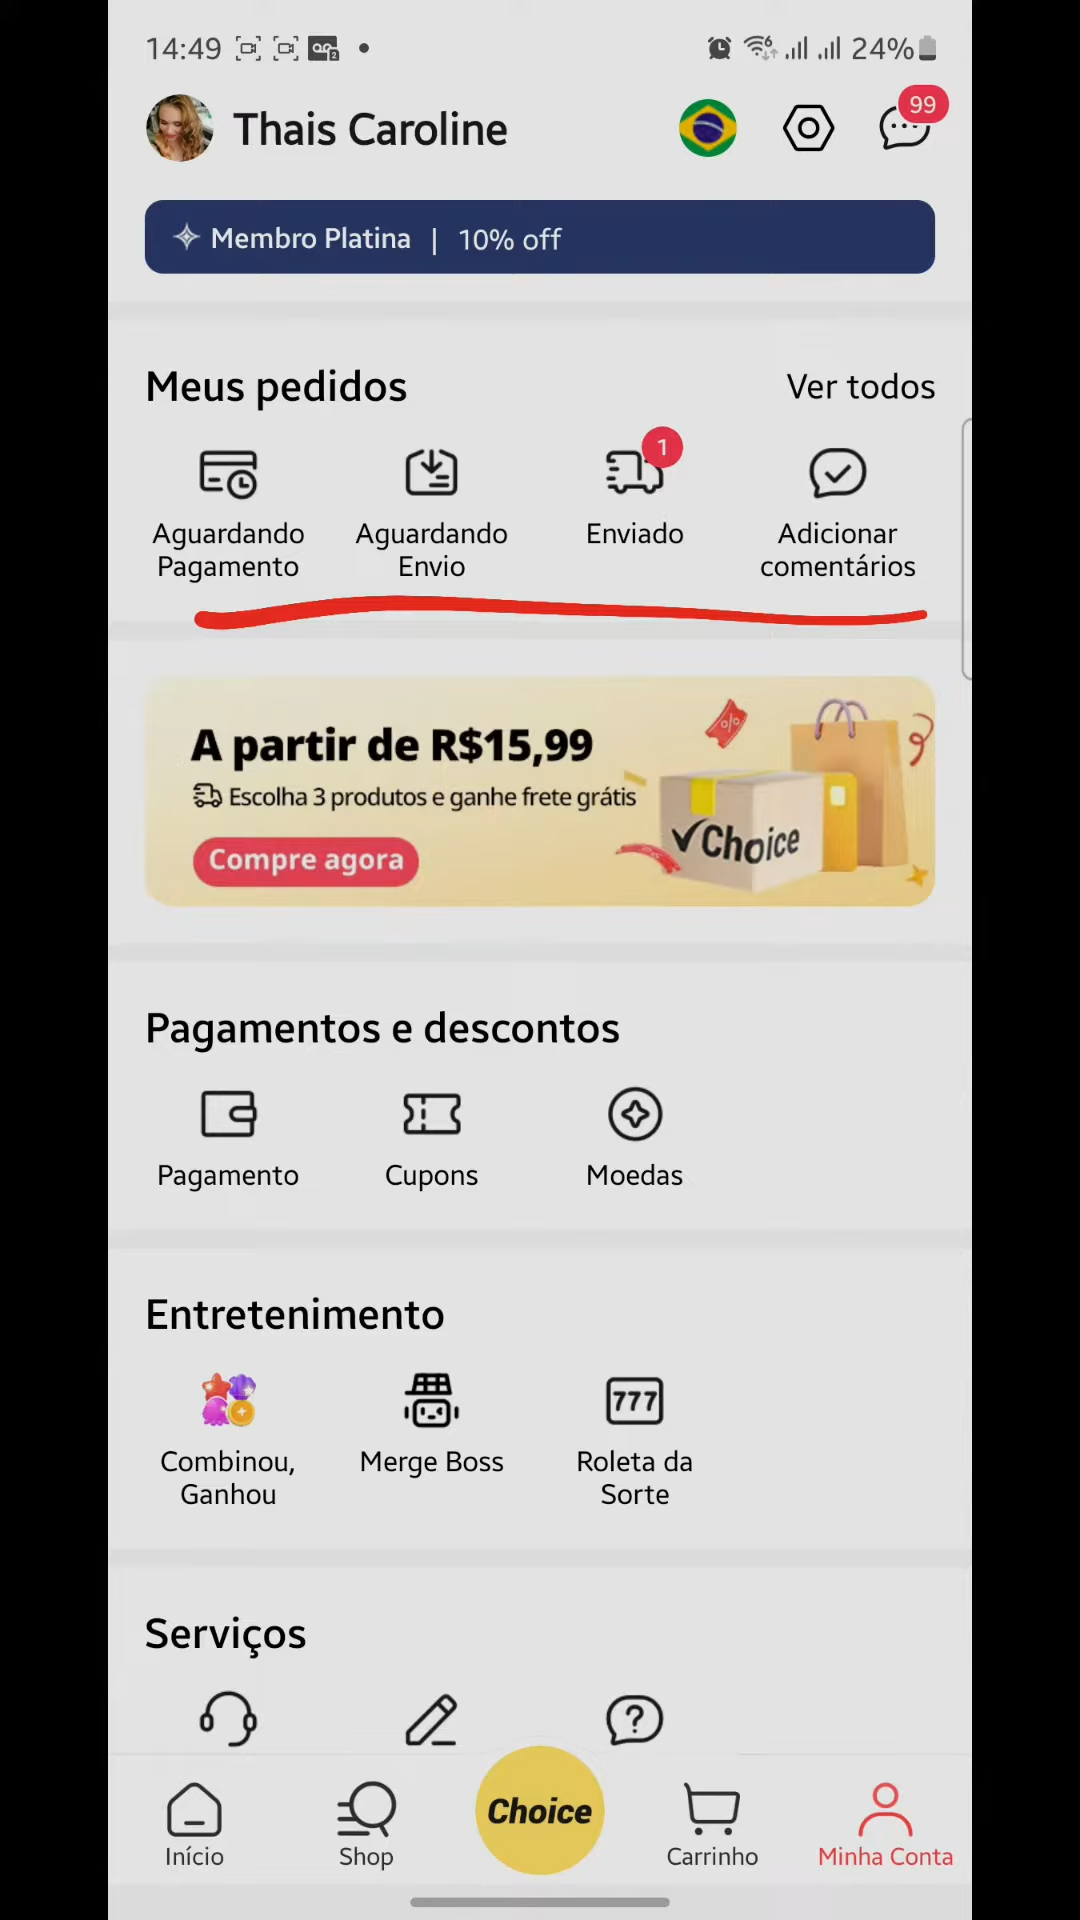 14:49
24%
Thais Caroline
99
Membro Platina | 10% off
Meus pedidos
Ver todos
1
Aguardando Pagamento
Aguardando Envio
Enviado
Adicionar comentários
A partir de R$15,99
Escolha 3 produtos e ganhe frete grátis
Compre agora
Choice
Pagamentos e descontos
Pagamento
Cupons
Moedas
Entretenimento
777
Combinou, Ganhou
Merge Boss
Roleta da Sorte
Serviços
Início
Shop
Choice
Carrinho
Minha Conta